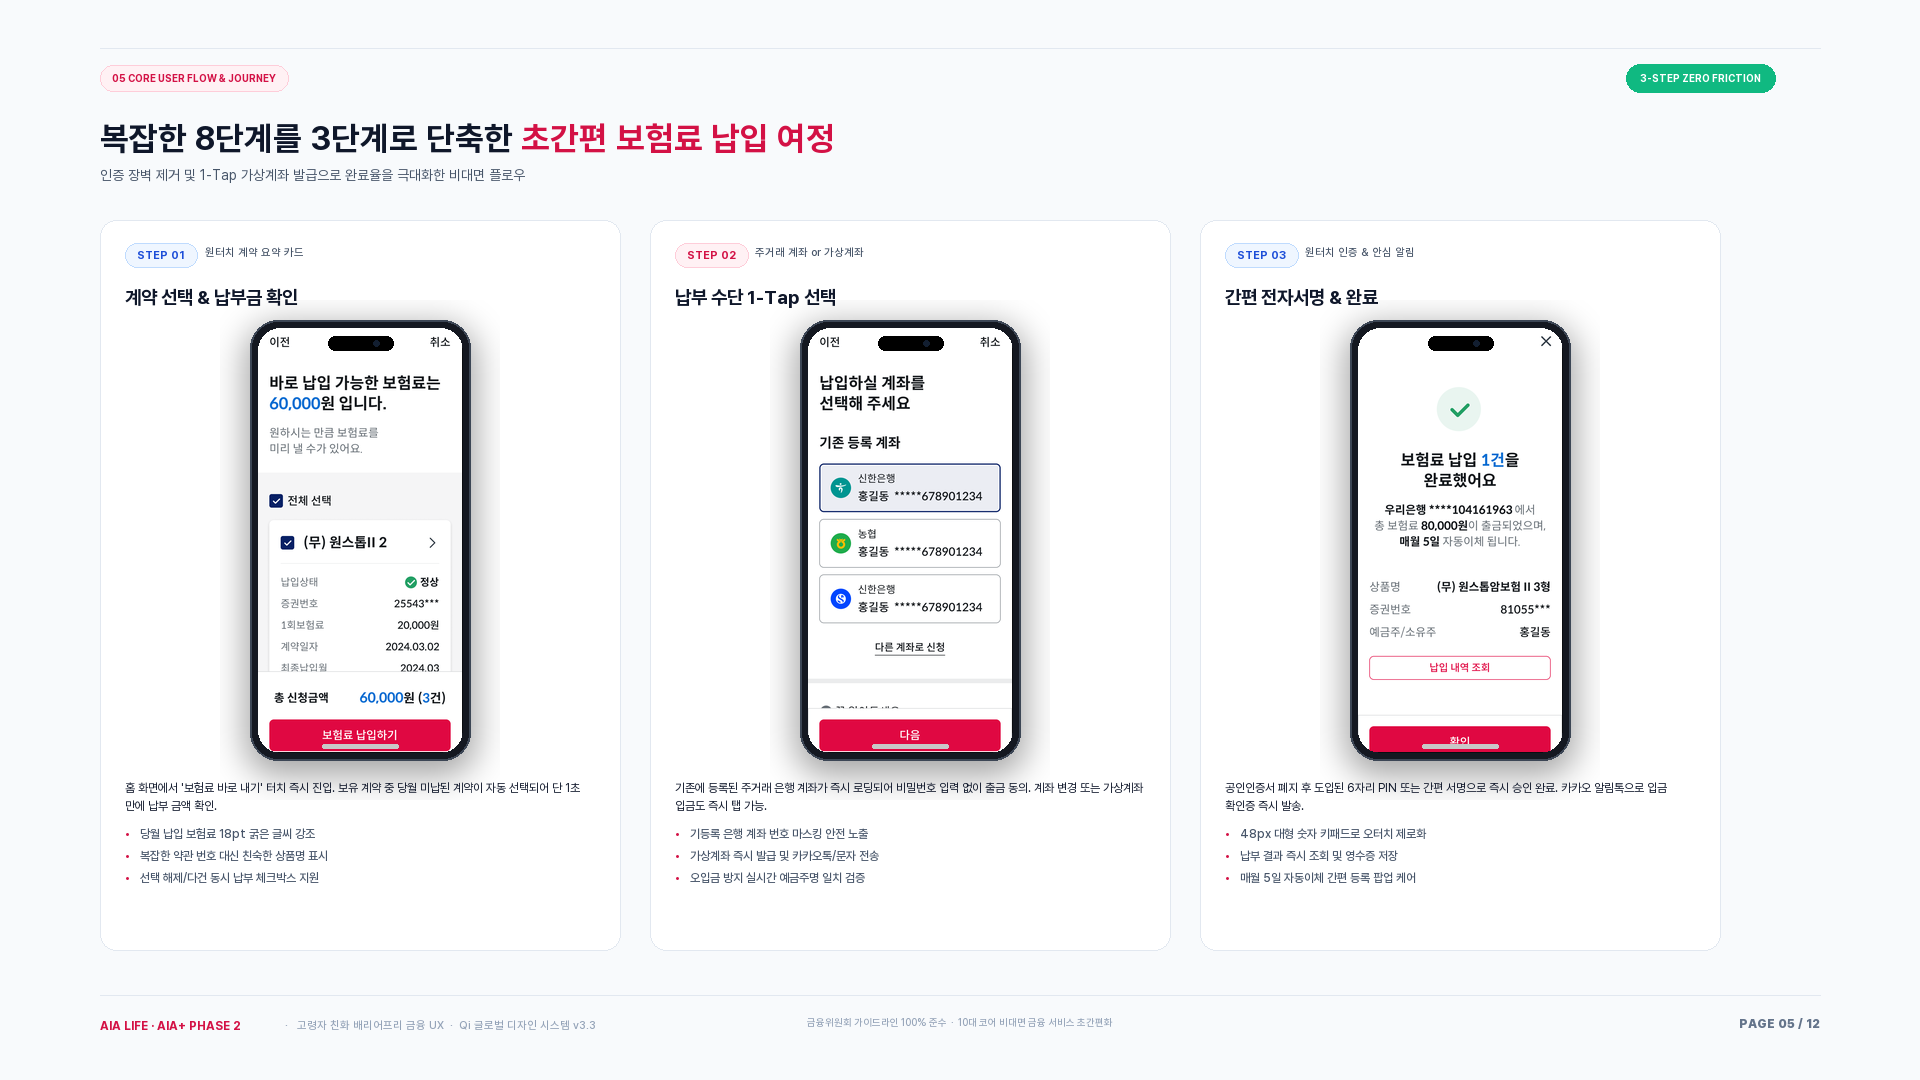 05 CORE USER FLOW & JOURNEY
3-STEP ZERO FRICTION
복잡한 8단계를 3단계로 단축한 초간편 보험료 납입 여정
인증 장벽 제거 및 1-Tap 가상계좌 발급으로 완료율을 극대화한 비대면 플로우
STEP 01 원터치 계약 요약 카드
계약 선택 & 납부금 확인
이전 취소
바로 납입 가능한 보험료는
60,000원 입니다.
원하시는 만큼 보험료를
미리 낼 수가 있어요.
전체 선택
(무) 원스톱II 2
납입상태 정상
증권번호 25543***
1회보험료 20,000원
계약일자 2024.03.02
최종납입월 2024.03
총 신청금액 60,000원 (3건)
보험료 납입하기
홈 화면에서 '보험료 바로 내기' 터치 즉시 진입. 보유 계약 중 당월 미납된 계약이 자동 선택되어 단 1초
만에 납부 금액 확인.
• 당월 납입 보험료 18pt 굵은 글씨 강조
• 복잡한 약관 번호 대신 친숙한 상품명 표시
• 선택 해제/다건 동시 납부 체크박스 지원
STEP 02 주거래 계좌 or 가상계좌
납부 수단 1-Tap 선택
이전 취소
납입하실 계좌를
선택해 주세요
기존 등록 계좌
신한은행
홍길동 *****678901234
농협
홍길동 *****678901234
신한은행
홍길동 *****678901234
다른 계좌로 신청
다음
기존에 등록된 주거래 은행 계좌가 즉시 로딩되어 비밀번호 입력 없이 출금 동의. 계좌 변경 또는 가상계좌
입금도 즉시 탭 가능.
• 기등록 은행 계좌 번호 마스킹 안전 노출
• 가상계좌 즉시 발급 및 카카오톡/문자 전송
• 오입금 방지 실시간 예금주명 일치 검증
STEP 03 원터치 인증 & 안심 알림
간편 전자서명 & 완료
보험료 납입 1건을
완료했어요
우리은행 ****104161963 에서
총 보험료 80,000원이 출금되었으며,
매월 5일 자동이체 됩니다.
상품명 (무) 원스톱암보험 II 3형
증권번호 81055***
예금주/소유주 홍길동
납입 내역 조회
확인
공인인증서 폐지 후 도입된 6자리 PIN 또는 간편 서명으로 즉시 승인 완료. 카카오 알림톡으로 입금
확인증 즉시 발송.
• 48px 대형 숫자 키패드로 오터치 제로화
• 납부 결과 즉시 조회 및 영수증 저장
• 매월 5일 자동이체 간편 등록 팝업 케어
AIA LIFE · AIA+ PHASE 2 · 고령자 친화 배리어프리 금융 UX · Qi 글로벌 디자인 시스템 v3.3
금융위원회 가이드라인 100% 준수 · 10대 코어 비대면 금융 서비스 초간편화
PAGE 05 / 12